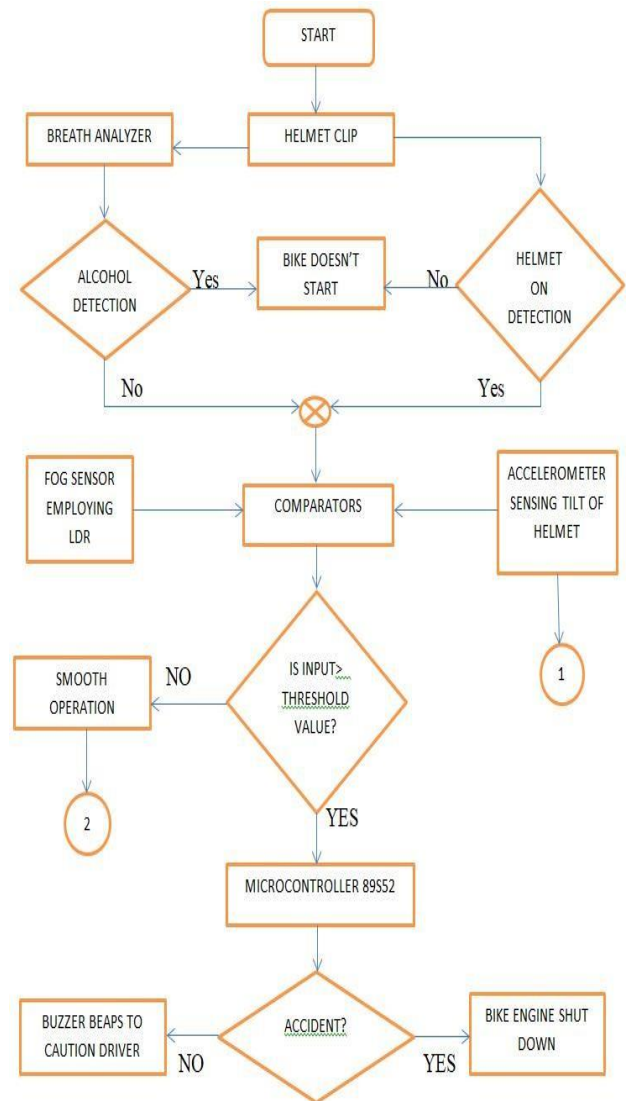 START
BREATH ANALYZER
HELMET CLIP
ALCOHOL
DETECTION
Yes
BIKE DOESN'T
START
No
HELMET
ON
DETECTION
No
Yes
FOG SENSOR
EMPLOYING
LDR
COMPARATORS
ACCELEROMETER
SENSING TILT OF
HELMET
1
SMOOTH
OPERATION
NO
IS INPUT>
THRESHOLD
VALUE?
2
YES
MICROCONTROLLER 89S52
BUZZER BEAPS TO
CAUTION DRIVER
NO
ACCIDENT?
YES
BIKE ENGINE SHUT
DOWN